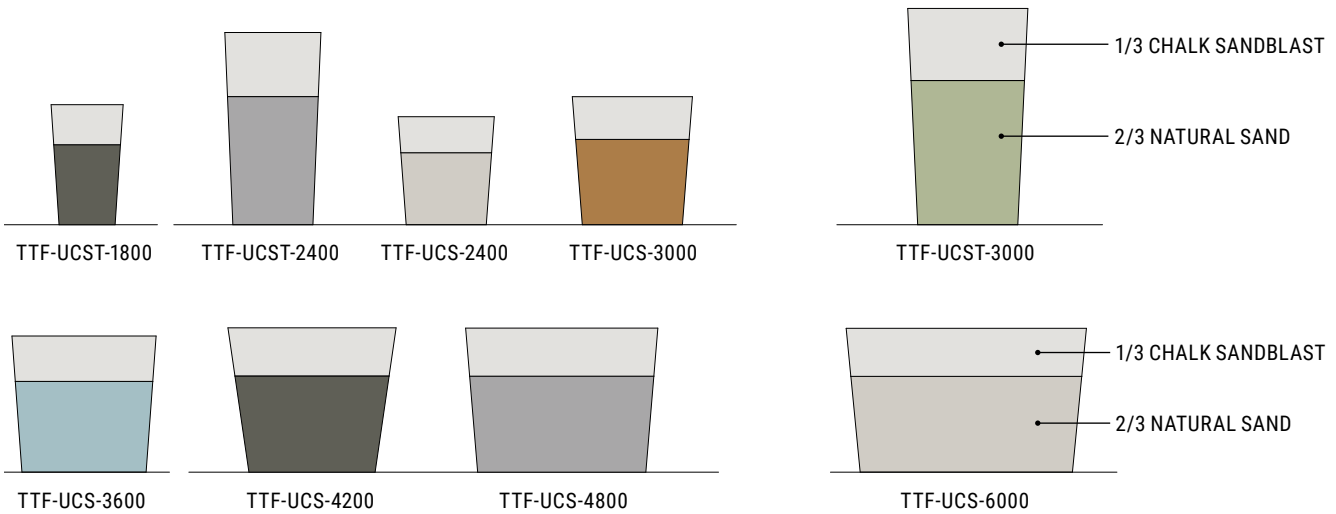 1/3 CHALK SANDBLAST
2/3 NATURAL SAND
TTF-UCST-1800
TTF-UCST-2400
TTF-UCS-2400
TTF-UCS-3000
TTF-UCST-3000
1/3 CHALK SANDBLAST
2/3 NATURAL SAND
TTF-UCS-3600
TTF-UCS-4200
TTF-UCS-4800
TTF-UCS-6000